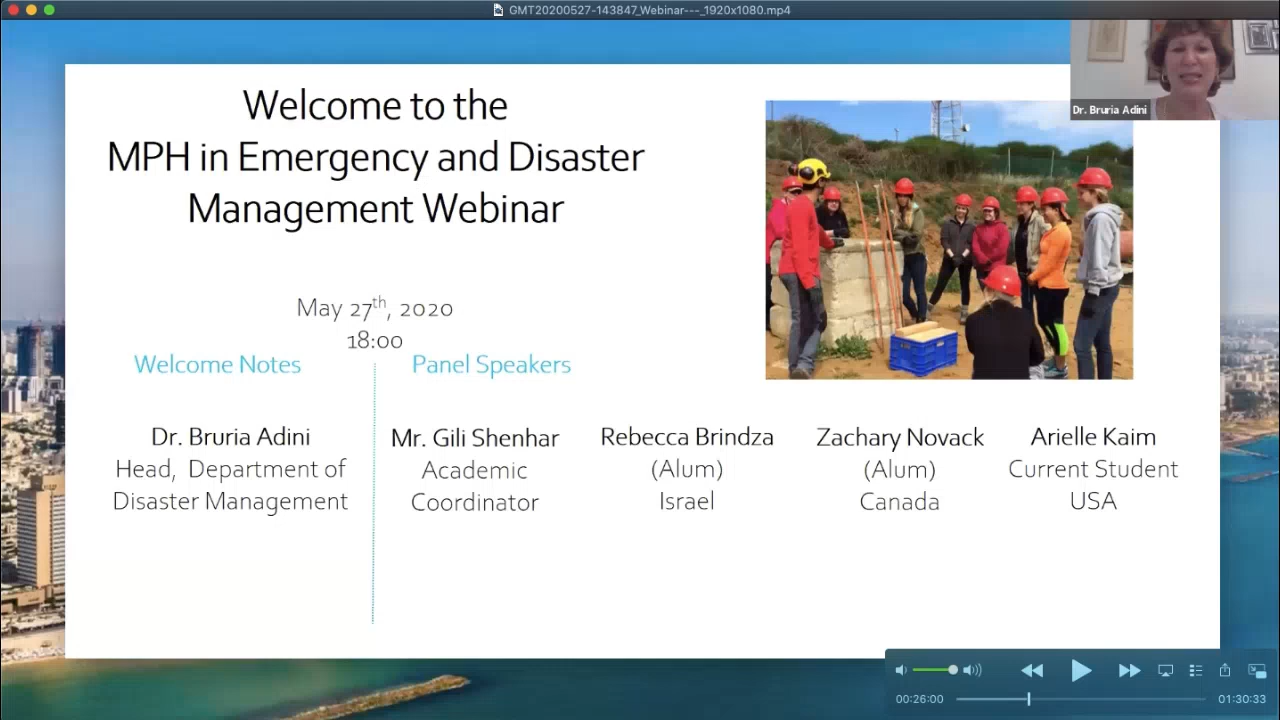 GMT20200527-143847_Webinar---_1920x1080.mp4
Dr. Bruria Adini
Welcome to the
MPH in Emergency and Disaster
Management Webinar
May 27th, 2020
18:00
Welcome Notes
Panel Speakers
Dr. Bruria Adini
Head, Department of
Disaster Management
Mr. Gili Shenhar
Academic
Coordinator
Rebecca Brindza
(Alum)
Israel
Zachary Novack
(Alum)
Canada
Arielle Kaim
Current Student
USA
00:26:00
01:30:33